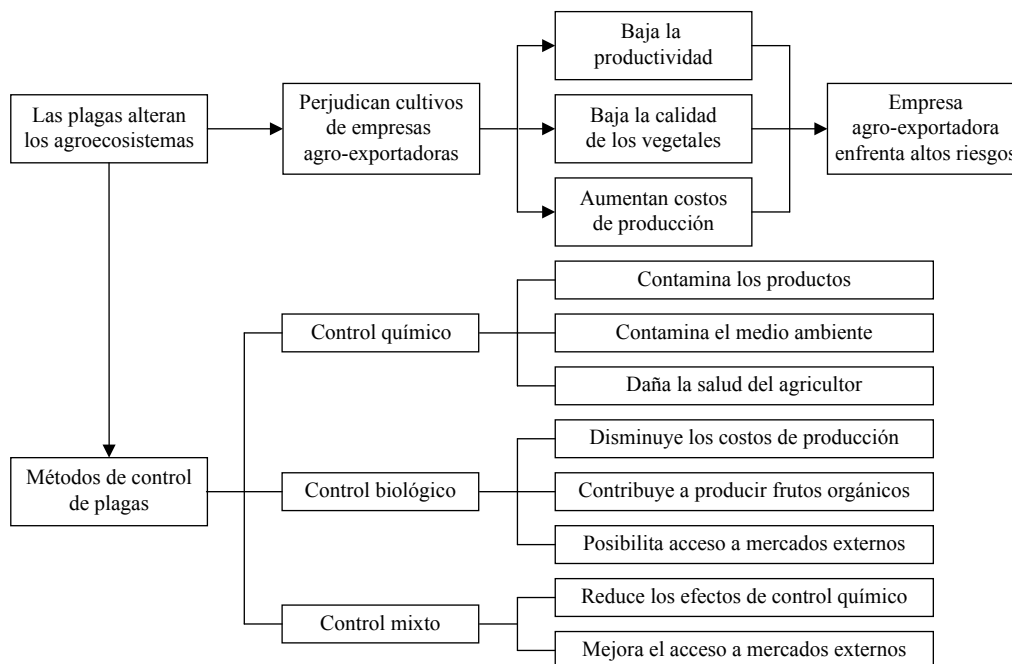 Las plagas alteran
los agroecosistemas
Perjudican cultivos
de empresas
agro-exportadoras
Baja la
productividad
Baja la calidad
de los vegetales
Aumentan costos
de producción
Empresa
agro-exportadora
enfrenta altos riesgos
Métodos de control
de plagas
Control químico
Contamina los productos
Contamina el medio ambiente
Daña la salud del agricultor
Control biológico
Disminuye los costos de producción
Contribuye a producir frutos orgánicos
Posibilita acceso a mercados externos
Control mixto
Reduce los efectos de control químico
Mejora el acceso a mercados externos